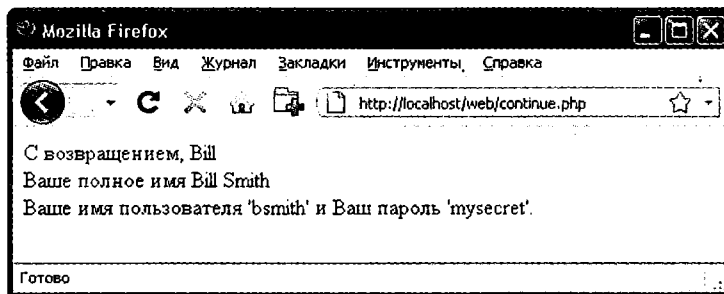 Mozilla Firefox
Файл Правка Вид Журнал Закладки Инструменты Справка
http://localhost/web/continue.php
С возвращением, Bill
Ваше полное имя Bill Smith
Ваше имя пользователя 'bsmith' и Ваш пароль 'mysecret'.
Готово